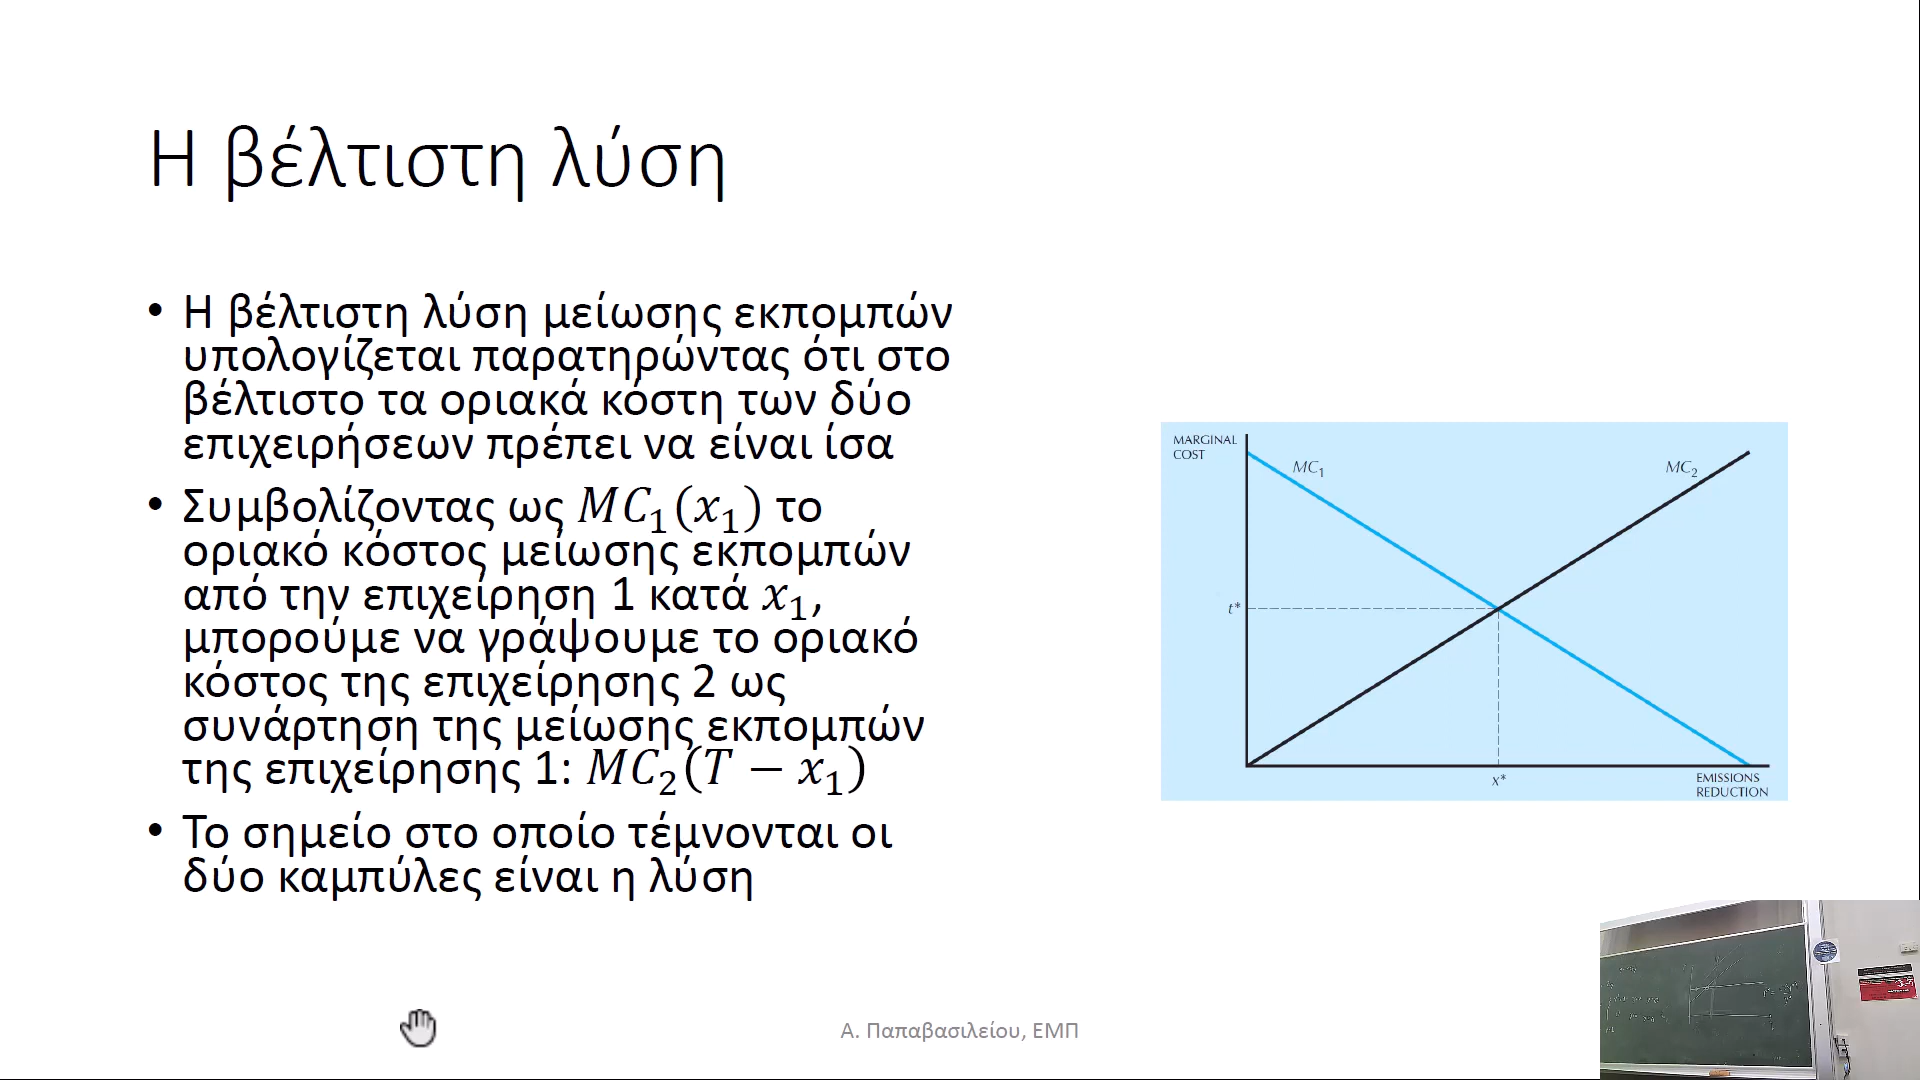 Η βέλτιστη λύση
• Η βέλτιστη λύση μείωσης εκπομπών
υπολογίζεται παρατηρώντας ότι στο
βέλτιστο τα οριακά κόστη των δύο
επιχειρήσεων πρέπει να είναι ίσα
• Συμβολίζοντας ως MC₁(x₁) το
οριακό κόστος μείωσης εκπομπών
από την επιχείρηση 1 κατά x₁,
μπορούμε να γράψουμε το οριακό
κόστος της επιχείρησης 2 ως
συνάρτηση της μείωσης εκπομπών
της επιχείρησης 1: MC₂(T − x₁)
• Το σημείο στο οποίο τέμνονται οι
δύο καμπύλες είναι η λύση
MARGINAL
COST
MC₁
MC₂
t*
x*
EMISSIONS
REDUCTION
Α. Παπαβασιλείου, ΕΜΠ